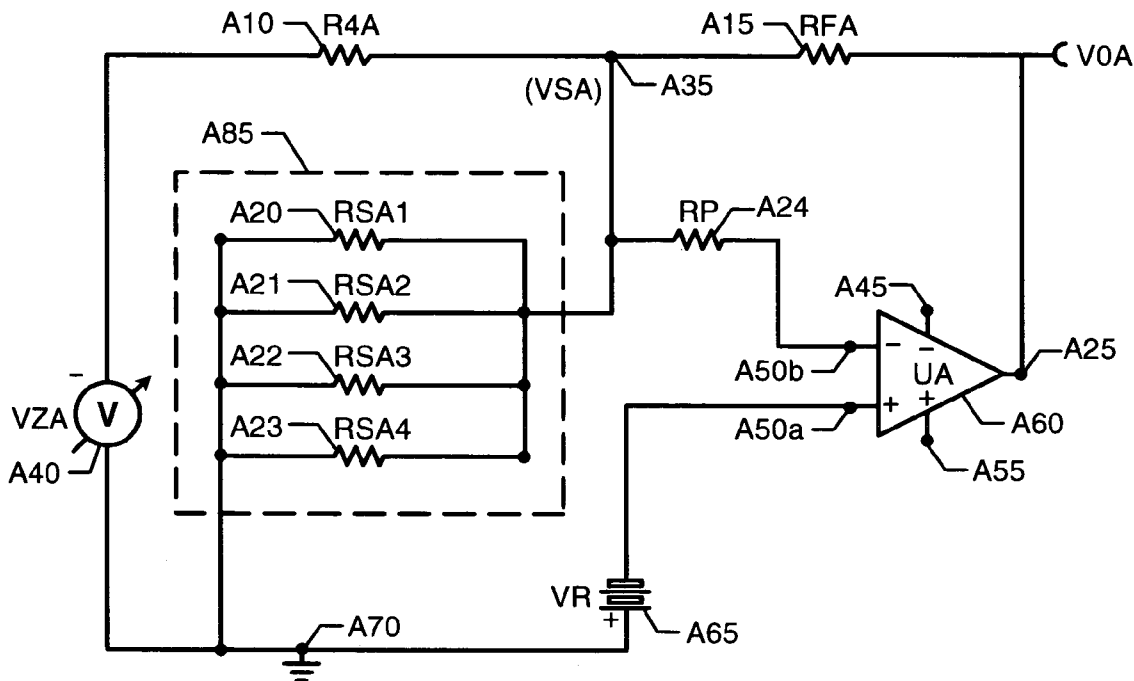 A10 R4A A15 RFA V0A
(VSA) A35
A85
A20 RSA1 RP A24
A21 RSA2 A45
A22 RSA3 A50b − − UA A25
− VZA V A23 RSA4 A50a + + A60
A40 A55
VR + A65
A70